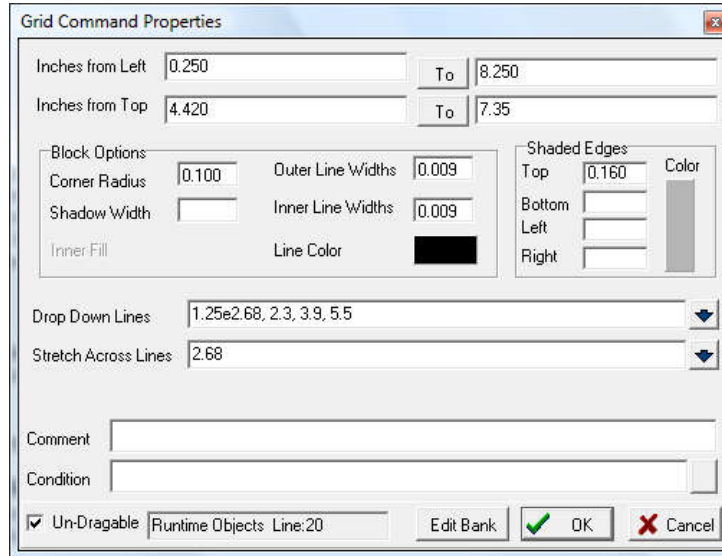 Grid Command Properties
Inches from Left 0.250 To 8.250
Inches from Top 4.420 To 7.35
Block Options
Corner Radius 0.100 Outer Line Widths 0.009
Shadow Width Inner Line Widths 0.009
Inner Fill Line Color
Shaded Edges
Top 0.160 Color
Bottom
Left
Right
Drop Down Lines 1.25e2.68, 2.3, 3.9, 5.5
Stretch Across Lines 2.68
Comment
Condition
Un-Dragable Runtime Objects Line:20 Edit Bank OK Cancel